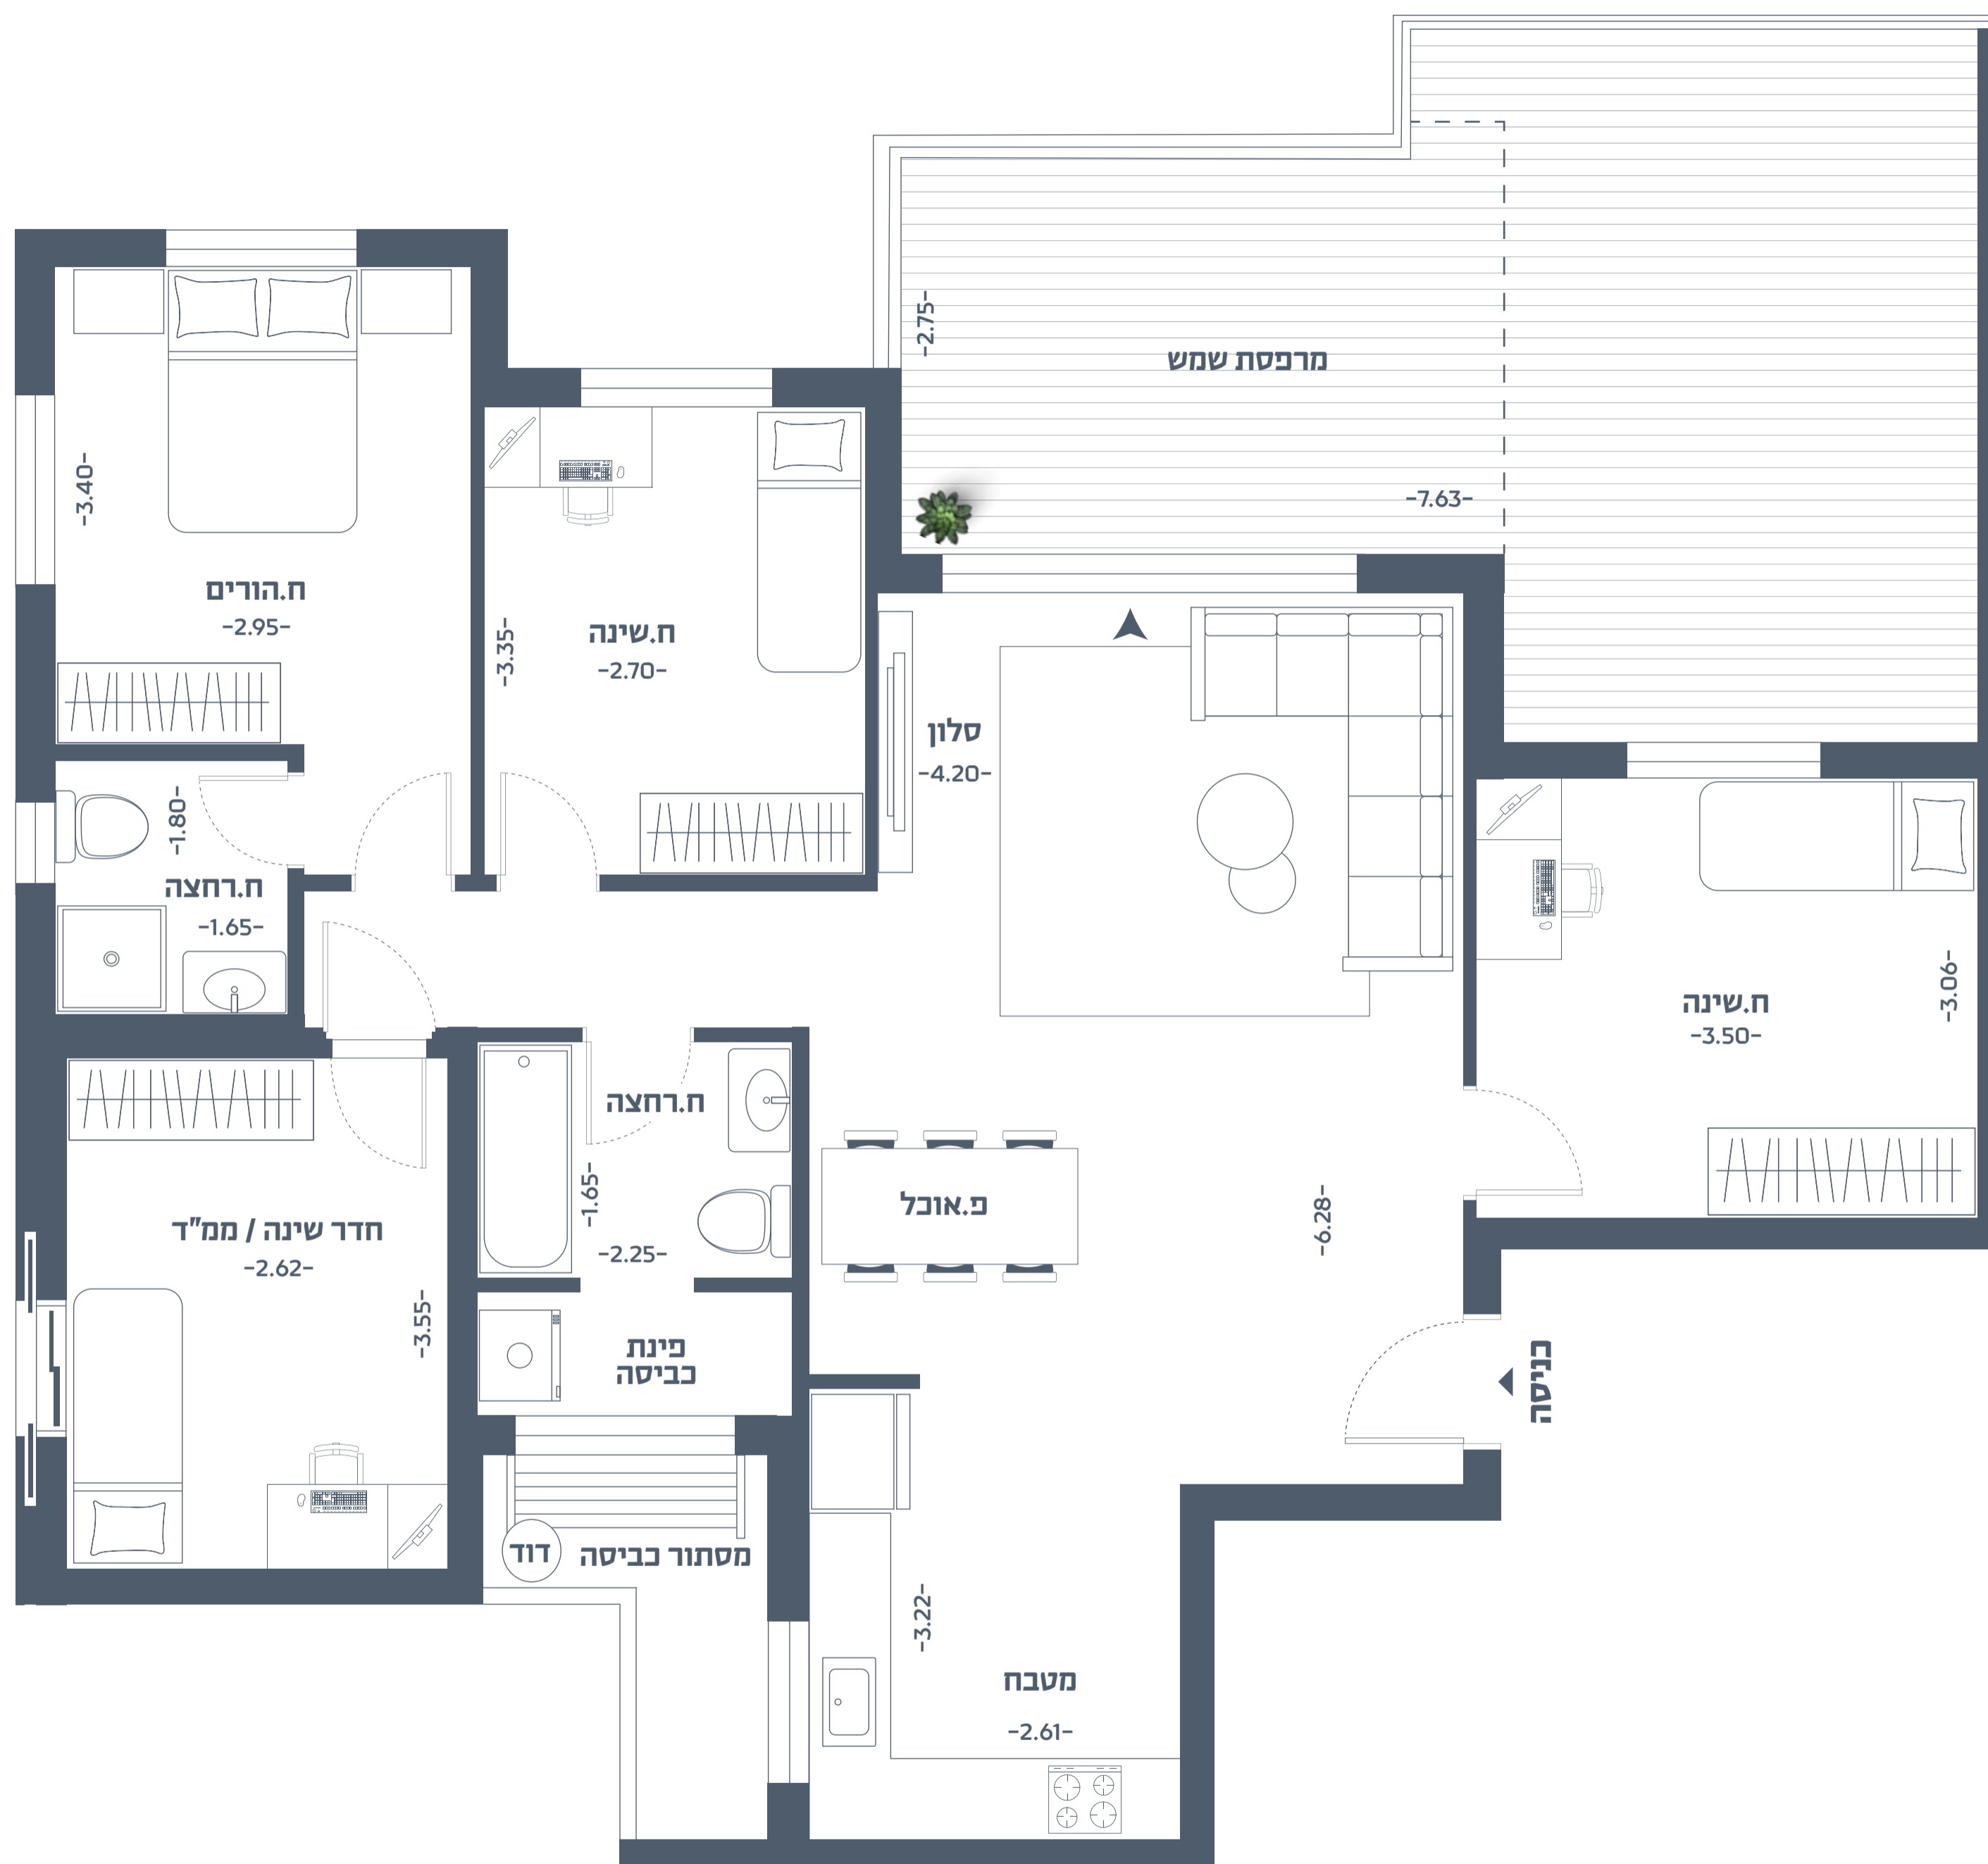 -2.75-
מרפסת שמש
-7.63-
-3.40-
ח.הורים
-2.95-
-3.35-
ח.שינה
-2.70-
סלון
-4.20-
-1.80-
ח.רחצה
-1.65-
ח.שינה
-3.50-
-3.06-
ח.רחצה
-1.65-
-2.25-
פ.אוכל
-6.28-
חדר שינה / ממ"ד
-2.62-
-3.55-
פינת
כביסה
כניסה
דוד
מסתור כביסה
-3.22-
מטבח
-2.61-